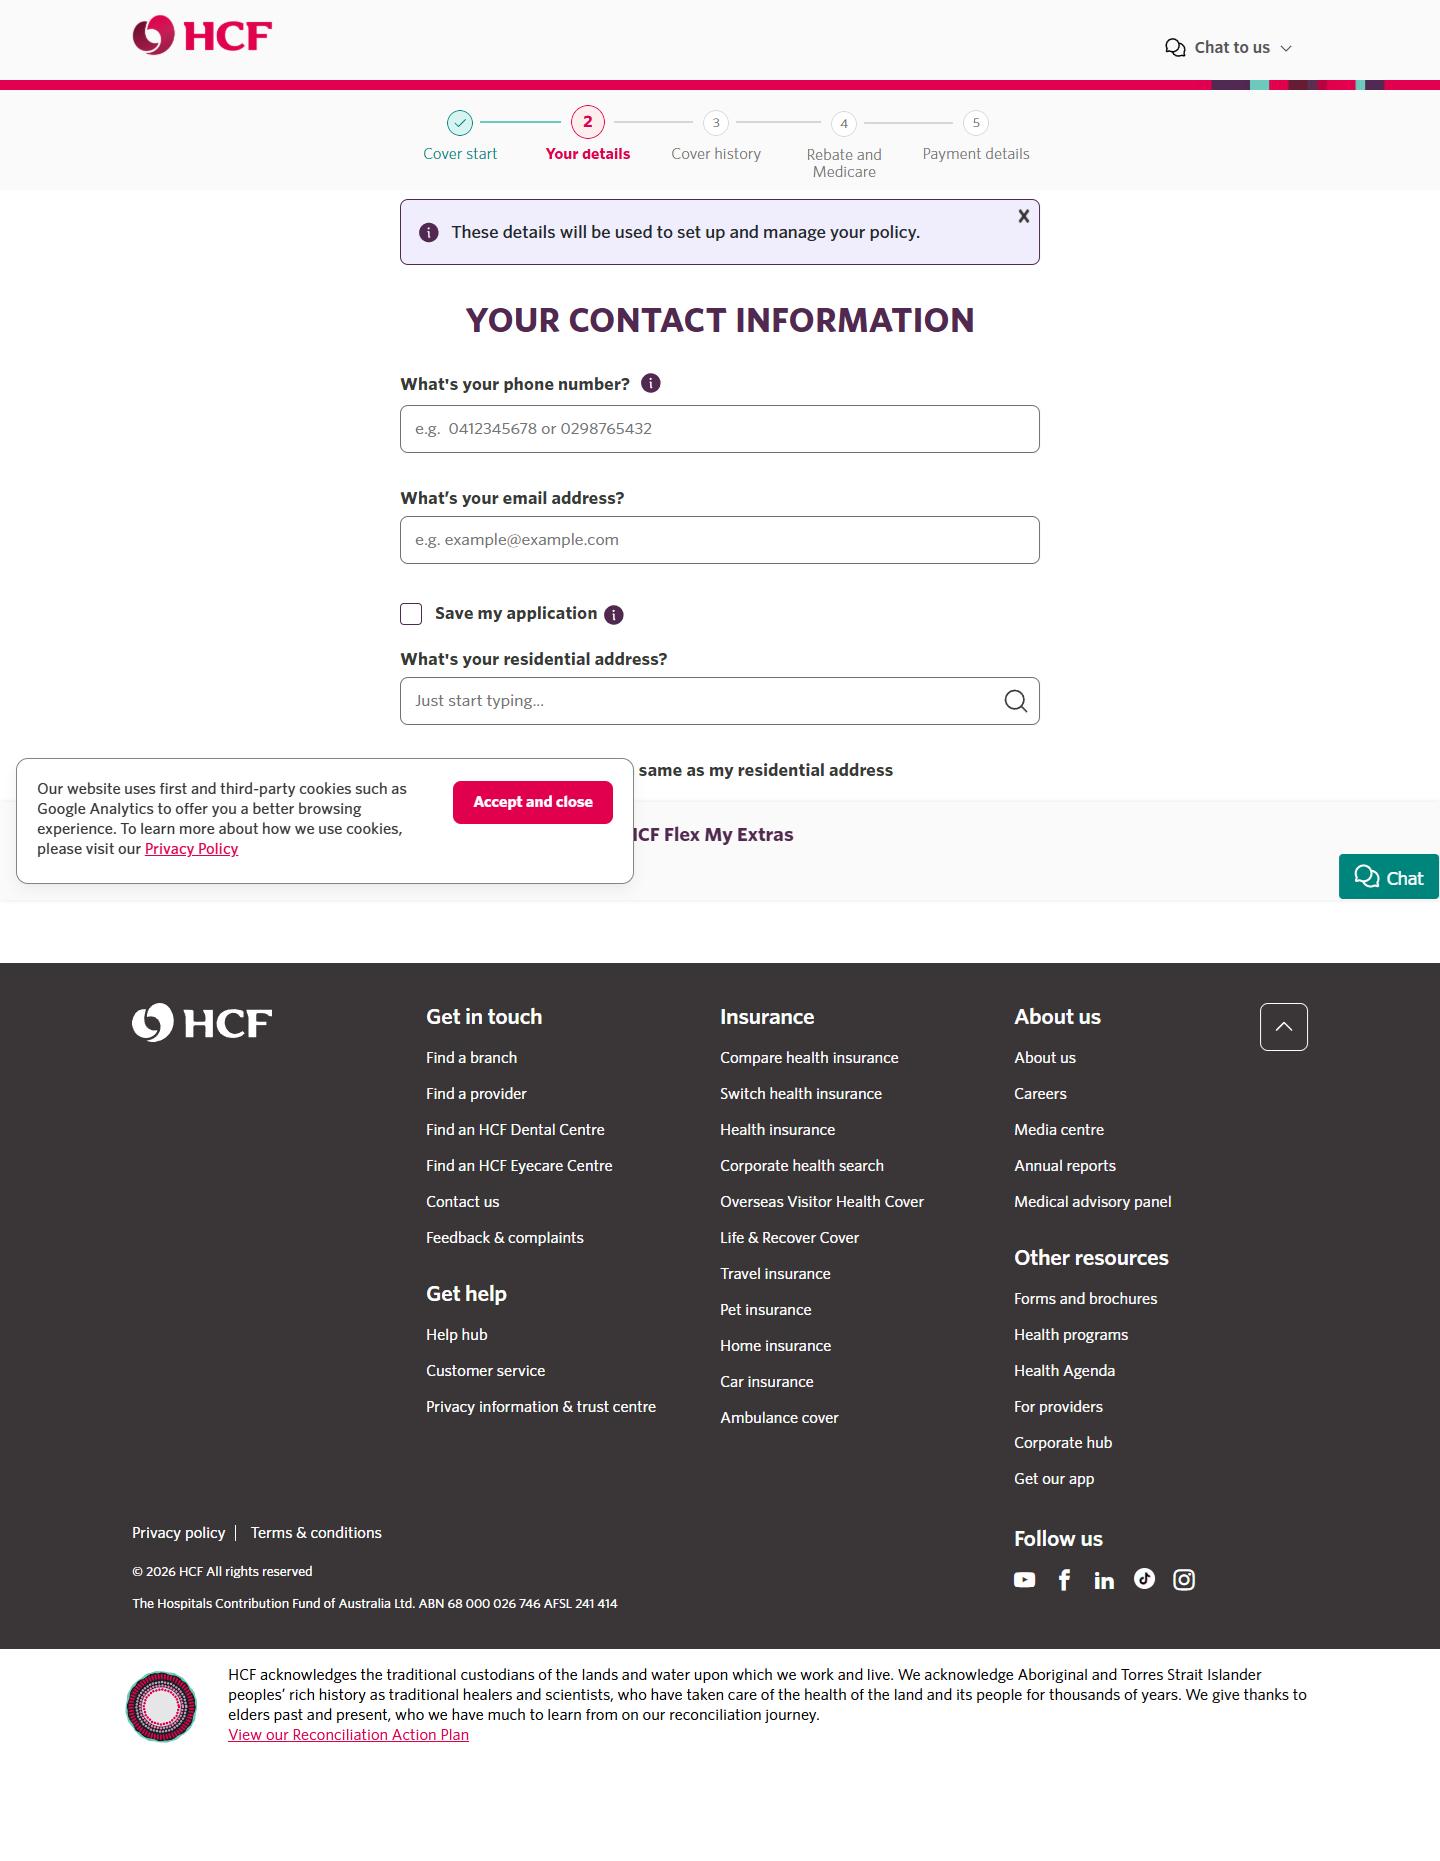 HCF
Chat to us
2
3
4
5
Cover start
Your details
Cover history
Rebate and
Medicare
Payment details
These details will be used to set up and manage your policy.
X
YOUR CONTACT INFORMATION
What's your phone number?
e.g.  0412345678 or 0298765432
What’s your email address?
e.g. example@example.com
Save my application
What's your residential address?
Just start typing...
same as my residential address
Our website uses first and third-party cookies such as
Google Analytics to offer you a better browsing
experience. To learn more about how we use cookies,
please visit our Privacy Policy
Accept and close
Flex My Extras
Chat
HCF
Get in touch
Find a branch
Find a provider
Find an HCF Dental Centre
Find an HCF Eyecare Centre
Contact us
Feedback & complaints
Get help
Help hub
Customer service
Privacy information & trust centre
Insurance
Compare health insurance
Switch health insurance
Health insurance
Corporate health search
Overseas Visitor Health Cover
Life & Recover Cover
Travel insurance
Pet insurance
Home insurance
Car insurance
Ambulance cover
About us
About us
Careers
Media centre
Annual reports
Medical advisory panel
Other resources
Forms and brochures
Health programs
Health Agenda
For providers
Corporate hub
Get our app
Follow us
Privacy policy
Terms & conditions
© 2026 HCF All rights reserved
The Hospitals Contribution Fund of Australia Ltd. ABN 68 000 026 746 AFSL 241 414
HCF acknowledges the traditional custodians of the lands and water upon which we work and live. We acknowledge Aboriginal and Torres Strait Islander
peoples’ rich history as traditional healers and scientists, who have taken care of the health of the land and its people for thousands of years. We give thanks to
elders past and present, who we have much to learn from on our reconciliation journey.
View our Reconciliation Action Plan